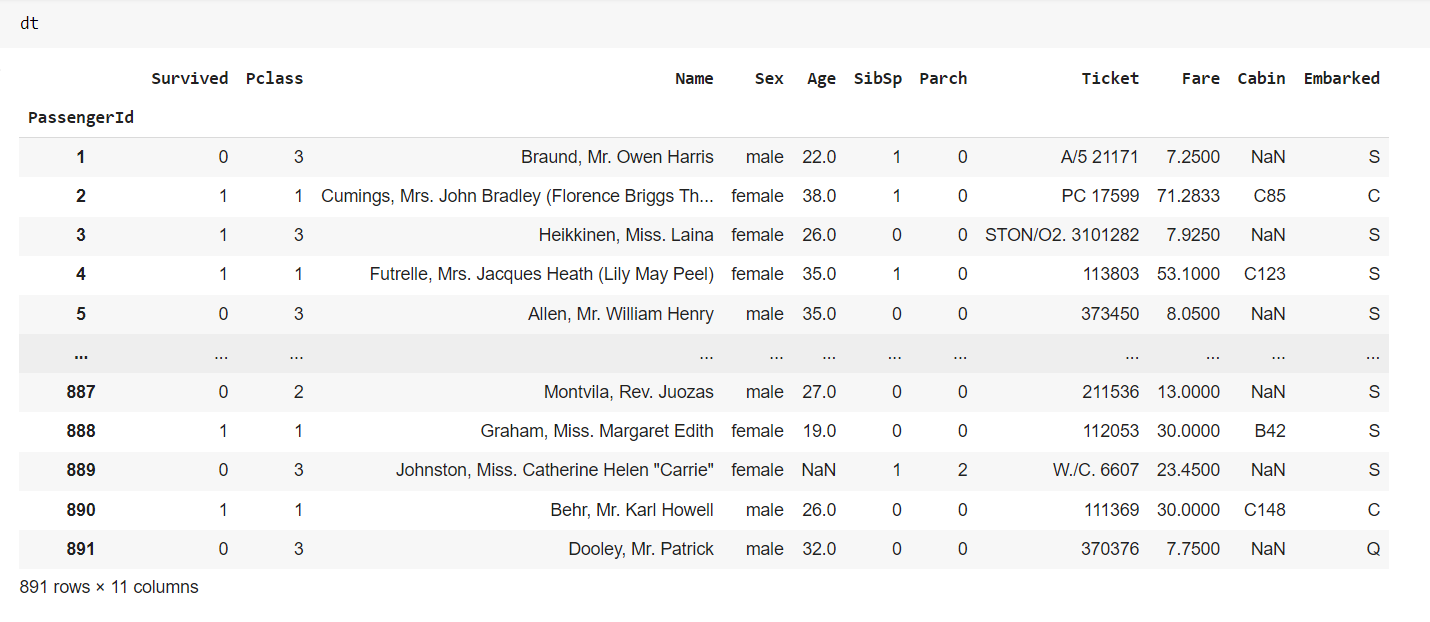 dt
Survived Pclass Name Sex Age SibSp Parch Ticket Fare Cabin Embarked
PassengerId
1 0 3 Braund, Mr. Owen Harris male 22.0 1 0 A/5 21171 7.2500 NaN S
2 1 1 Cumings, Mrs. John Bradley (Florence Briggs Th... female 38.0 1 0 PC 17599 71.2833 C85 C
3 1 3 Heikkinen, Miss. Laina female 26.0 0 0 STON/O2. 3101282 7.9250 NaN S
4 1 1 Futrelle, Mrs. Jacques Heath (Lily May Peel) female 35.0 1 0 113803 53.1000 C123 S
5 0 3 Allen, Mr. William Henry male 35.0 0 0 373450 8.0500 NaN S
... ... ... ... ... ... ... ... ... ... ... ...
887 0 2 Montvila, Rev. Juozas male 27.0 0 0 211536 13.0000 NaN S
888 1 1 Graham, Miss. Margaret Edith female 19.0 0 0 112053 30.0000 B42 S
889 0 3 Johnston, Miss. Catherine Helen "Carrie" female NaN 1 2 W./C. 6607 23.4500 NaN S
890 1 1 Behr, Mr. Karl Howell male 26.0 0 0 111369 30.0000 C148 C
891 0 3 Dooley, Mr. Patrick male 32.0 0 0 370376 7.7500 NaN Q
891 rows × 11 columns